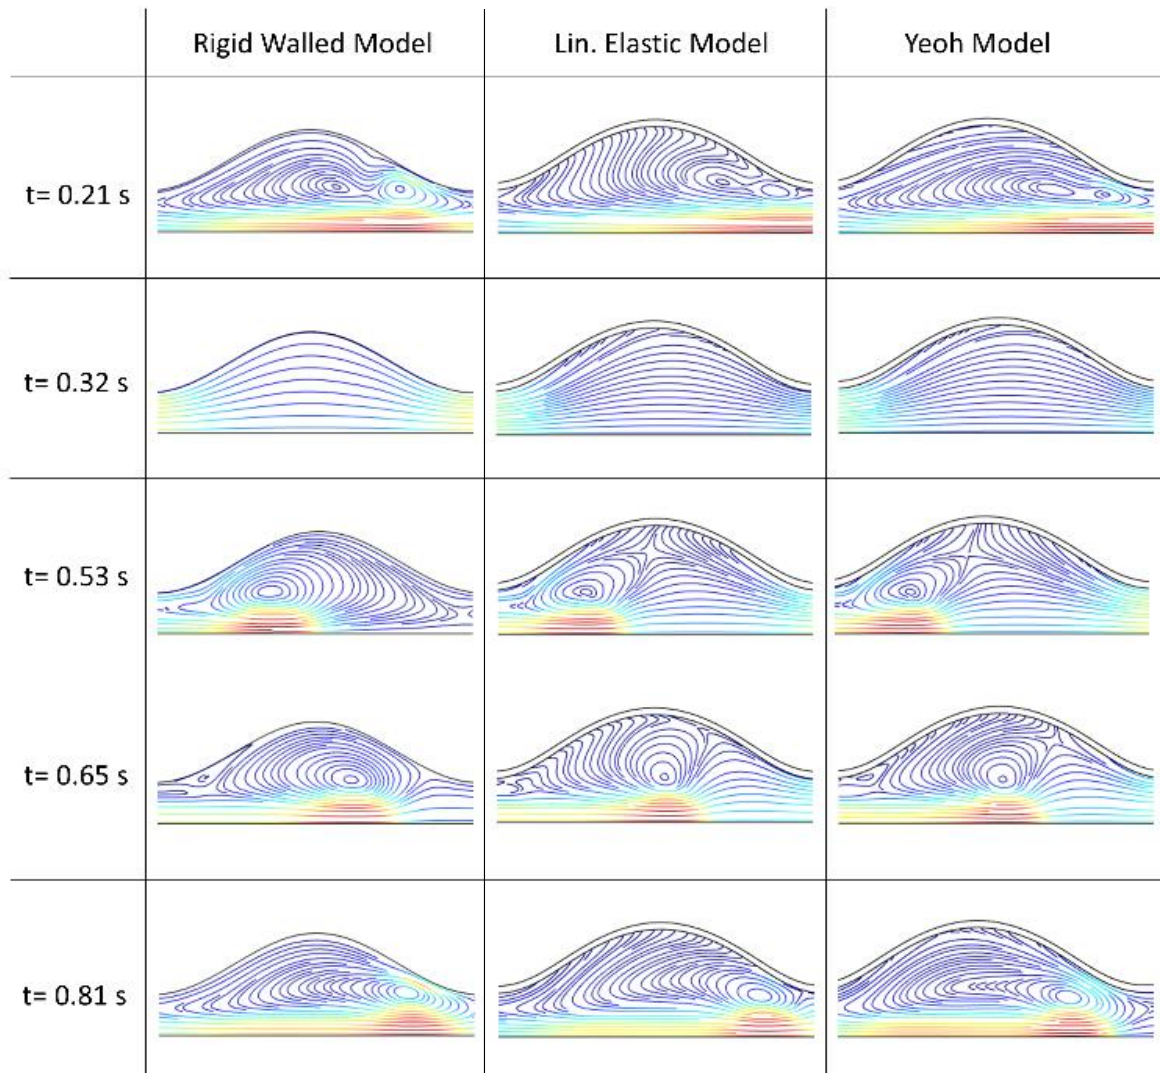 Rigid Walled Model
Lin. Elastic Model
Yeoh Model
t= 0.21 s
t= 0.32 s
t= 0.53 s
t= 0.65 s
t= 0.81 s